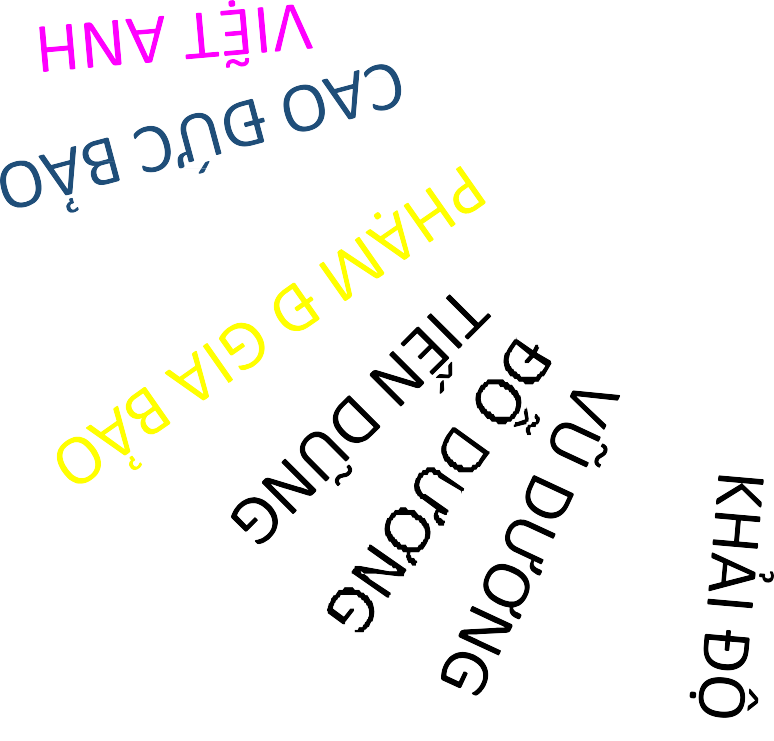 VIỆT ANH
CAO ĐỨC BẢO
PHẠM Đ GIA BẢO
TIẾN DŨNG
ĐỖ DƯƠNG
VŨ DƯƠNG
KHẢI ĐỘ